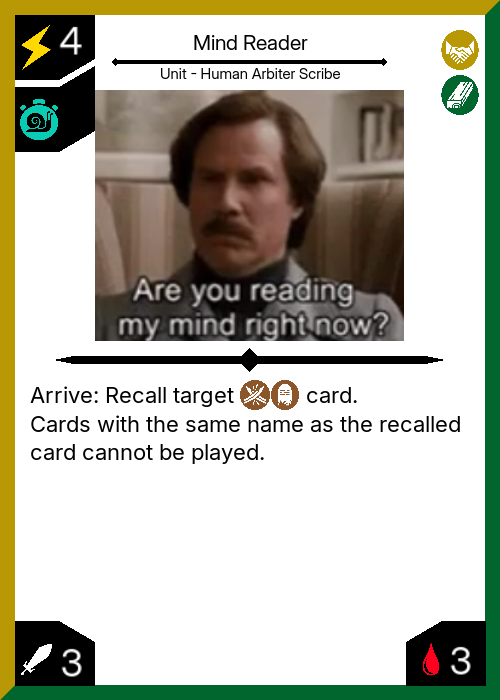 4
Mind Reader
Unit - Human Arbiter Scribe
Are you reading
my mind right now?
Arrive: Recall target card.
Cards with the same name as the recalled
card cannot be played.
3
3